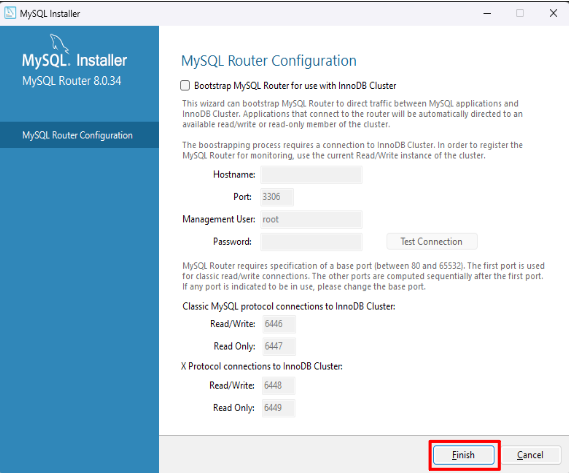 MySQL Installer
MySQL. Installer
MySQL Router 8.0.34
MySQL Router Configuration
MySQL Router Configuration
Bootstrap MySQL Router for use with InnoDB Cluster
This wizard can bootstrap MySQL Router to direct traffic between MySQL applications and
InnoDB Cluster. Applications that connect to the router will be automatically directed to an
available read/write or read-only member of the cluster.
The boostrapping process requires a connection to InnoDB Cluster. In order to register the
MySQL Router for monitoring, use the current Read/Write instance of the cluster.
Hostname:
Port: 3306
Management User: root
Password: Test Connection
MySQL Router requires specification of a base port (between 80 and 65532). The first port is used
for classic read/write connections. The other ports are computed sequentially after the first port.
If any port is indicated to be in use, please change the base port.
Classic MySQL protocol connections to InnoDB Cluster:
Read/Write: 6446
Read Only: 6447
X Protocol connections to InnoDB Cluster:
Read/Write: 6448
Read Only: 6449
Finish Cancel